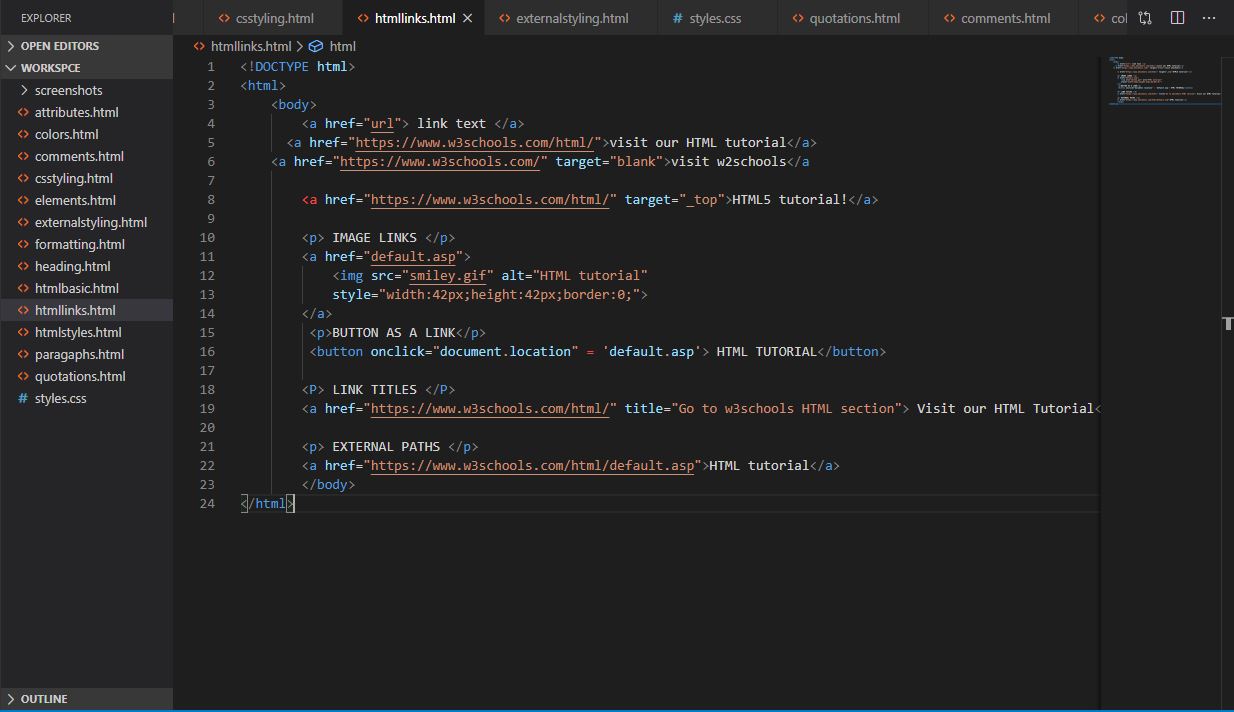 EXPLORER
OPEN EDITORS
WORKSPCE
screenshots
attributes.html
colors.html
comments.html
csstyling.html
elements.html
externalstyling.html
formatting.html
heading.html
htmlbasic.html
htmllinks.html
htmlstyles.html
paragaphs.html
quotations.html
# styles.css
OUTLINE
csstyling.html htmllinks.html externalstyling.html # styles.css quotations.html comments.html col
htmllinks.html > html
1 <!DOCTYPE html>
2 <html>
3 <body>
4 <a href="url"> link text </a>
5 <a href="https://www.w3schools.com/html/">visit our HTML tutorial</a>
6 <a href="https://www.w3schools.com/" target="blank">visit w2schools</a
7
8 <a href="https://www.w3schools.com/html/" target="_top">HTML5 tutorial!</a>
9
10 <p> IMAGE LINKS </p>
11 <a href="default.asp">
12 <img src="smiley.gif" alt="HTML tutorial"
13 style="width:42px;height:42px;border:0;">
14 </a>
15 <p>BUTTON AS A LINK</p>
16 <button onclick="document.location" = 'default.asp'> HTML TUTORIAL</button>
17
18 <P> LINK TITLES </P>
19 <a href="https://www.w3schools.com/html/" title="Go to w3schools HTML section"> Visit our HTML Tutorial<
20
21 <p> EXTERNAL PATHS </p>
22 <a href="https://www.w3schools.com/html/default.asp">HTML tutorial</a>
23 </body>
24 </html>